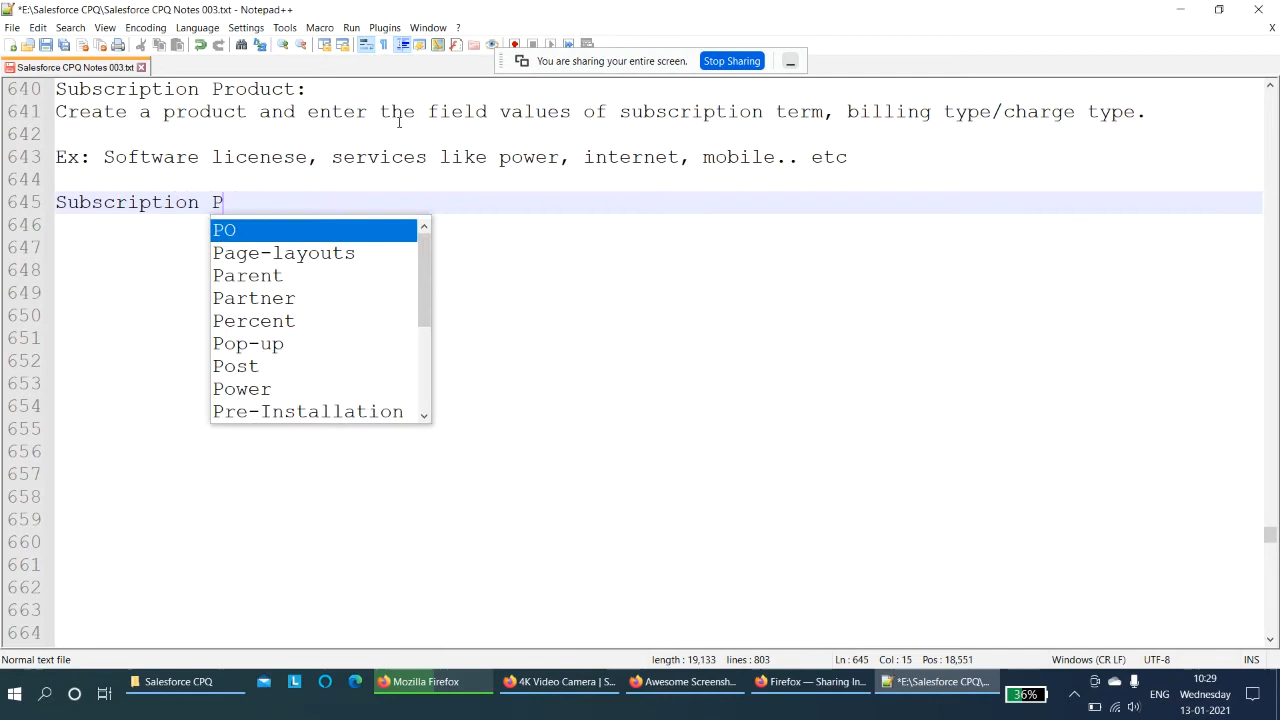 *E:\Salesforce CPQ\Salesforce CPQ Notes 003.txt - Notepad++
File Edit Search View Encoding Language Settings Tools Macro Run Plugins Window ? X
You are sharing your entire screen. Stop Sharing
Salesforce CPQ Notes 003.txt
640 Subscription Product:
641 Create a product and enter the field values of subscription term, billing type/charge type.
642
643 Ex: Software licenese, services like power, internet, mobile.. etc
644
645 Subscription P
646 PO
647 Page-layouts
648 Parent
649 Partner
650 Percent
651 Pop-up
652 Post
653 Power
654 Pre-Installation
655
656
657
658
659
660
661
662
663
664
Normal text file length : 19,133 lines : 803 Ln : 645 Col : 15 Pos : 18,551 Windows (CR LF) UTF-8 INS
Salesforce CPQ Mozilla Firefox 4K Video Camera | S... Awesome Screensh... Firefox — Sharing In... *E:\Salesforce CPQ\... 36% ENG 10:29
Wednesday
13-01-2021